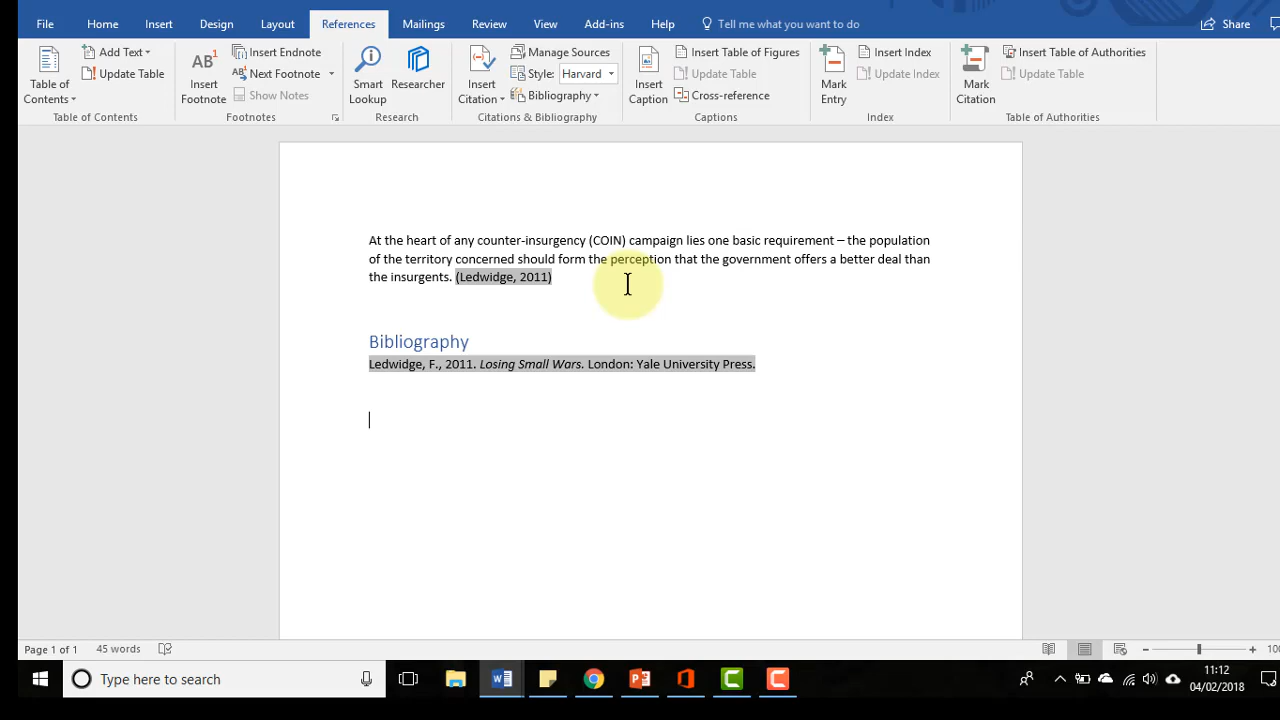 File Home Insert Design Layout References Mailings Review View Add-ins Help Tell me what you want to do Share
Table of Contents
Add Text
Update Table
Table of Contents
AB1
Insert Footnote
Insert Endnote
Next Footnote
Show Notes
Footnotes
Smart Lookup
Researcher
Research
Insert Citation
Manage Sources
Style: Harvard
Bibliography
Citations & Bibliography
Insert Caption
Insert Table of Figures
Update Table
Cross-reference
Captions
Mark Entry
Insert Index
Update Index
Index
Mark Citation
Insert Table of Authorities
Update Table
Table of Authorities
At the heart of any counter-insurgency (COIN) campaign lies one basic requirement – the population
of the territory concerned should form the perception that the government offers a better deal than
the insurgents. (Ledwidge, 2011)
Bibliography
Ledwidge, F., 2011. Losing Small Wars. London: Yale University Press.
Page 1 of 1 45 words 100
Type here to search
11:12
04/02/2018